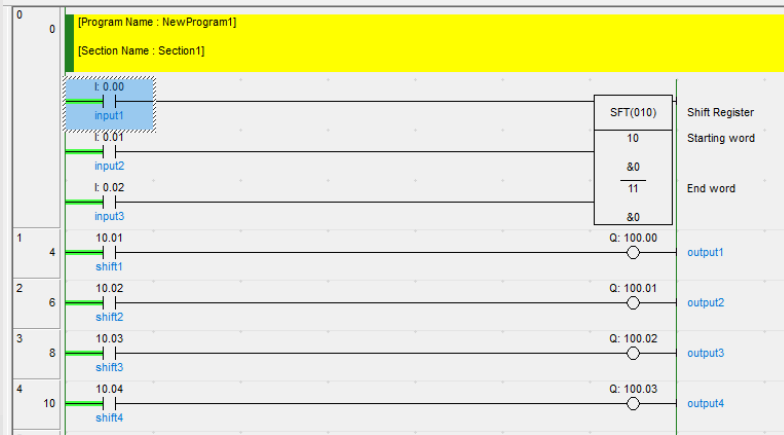 0
0
[Program Name : NewProgram1]
[Section Name : Section1]
I: 0.00
input1
SFT(010)
Shift Register
I: 0.01
input2
10
Starting word
&0
I: 0.02
input3
11
End word
&0
1
4
10.01
shift1
Q: 100.00
output1
2
6
10.02
shift2
Q: 100.01
output2
3
8
10.03
shift3
Q: 100.02
output3
4
10
10.04
shift4
Q: 100.03
output4